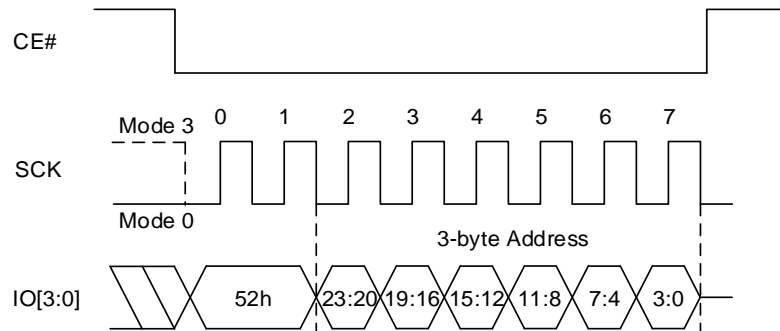 CE#
Mode 3 0 1 2 3 4 5 6 7
SCK
Mode 0
3-byte Address
IO[3:0] 52h 23:20 19:16 15:12 11:8 7:4 3:0